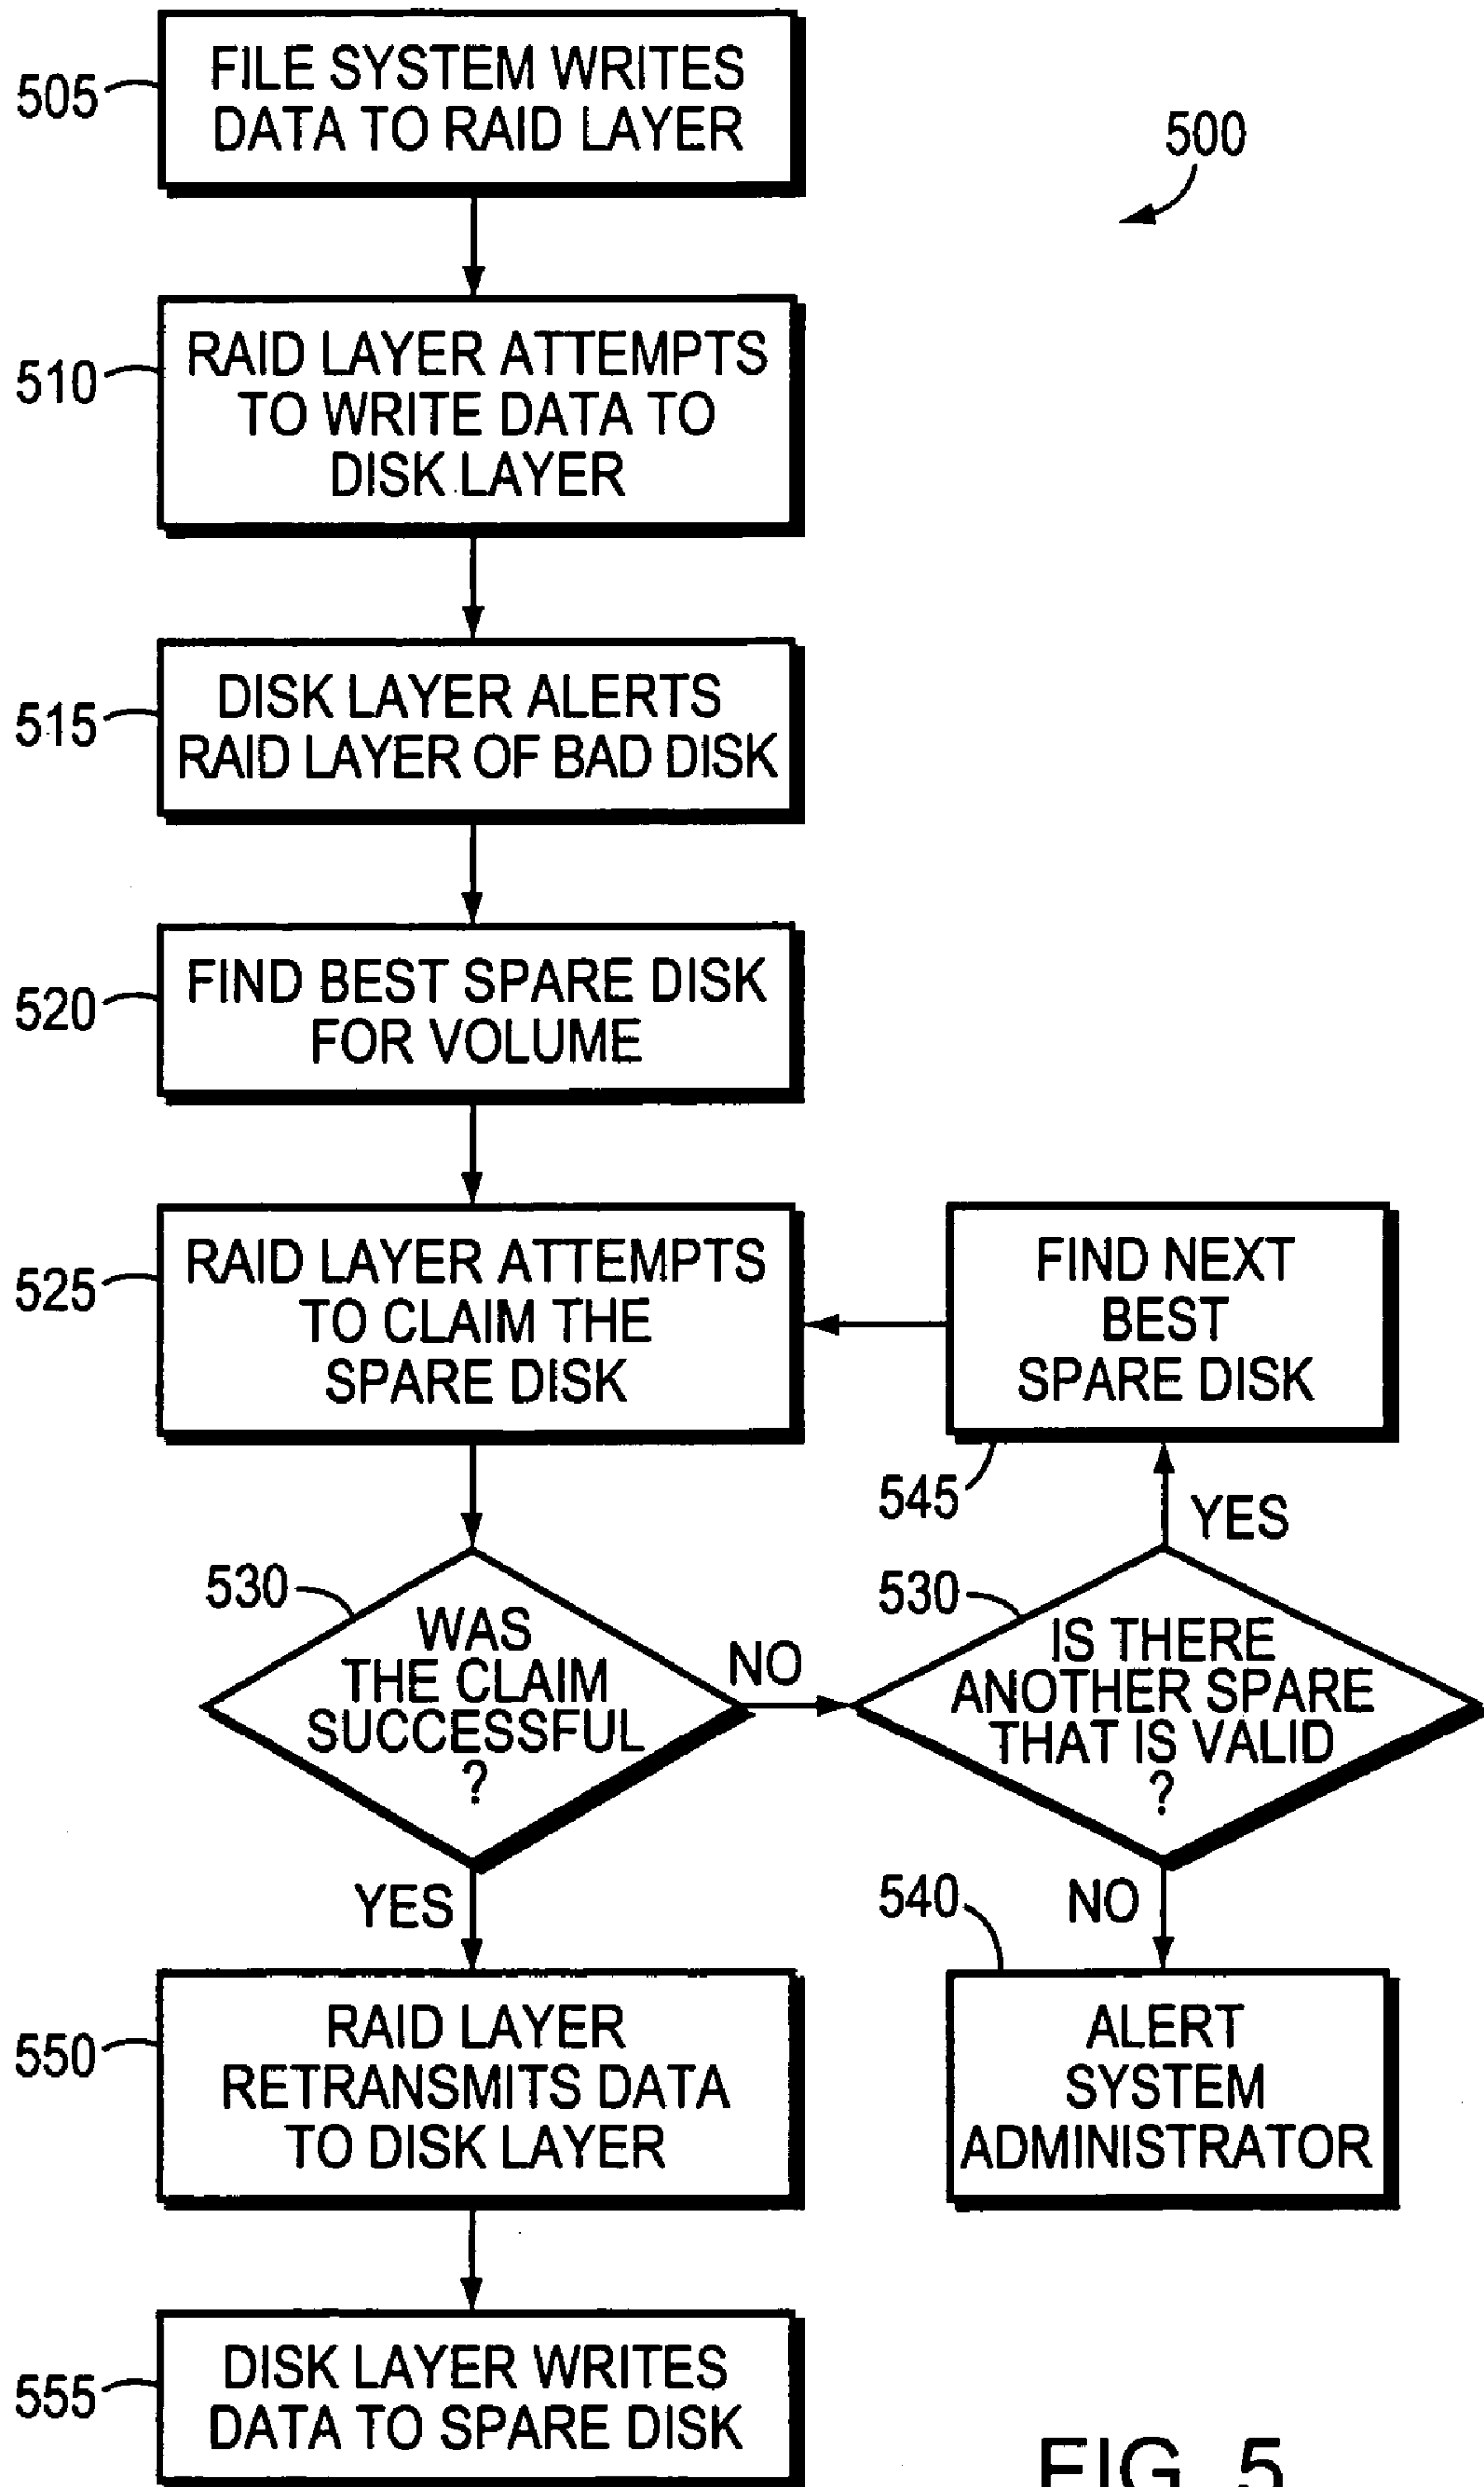 505
FILE SYSTEM WRITES
DATA TO RAID LAYER
500
510
RAID LAYER ATTEMPTS
TO WRITE DATA TO
DISK LAYER
515
DISK LAYER ALERTS
RAID LAYER OF BAD DISK
520
FIND BEST SPARE DISK
FOR VOLUME
525
RAID LAYER ATTEMPTS
TO CLAIM THE
SPARE DISK
FIND NEXT
BEST
SPARE DISK
545
YES
530
WAS
THE CLAIM
SUCCESSFUL
?
NO
530
IS THERE
ANOTHER SPARE
THAT IS VALID
?
YES
540
NO
550
RAID LAYER
RETRANSMITS DATA
TO DISK LAYER
ALERT
SYSTEM
ADMINISTRATOR
555
DISK LAYER WRITES
DATA TO SPARE DISK
FIG. 5